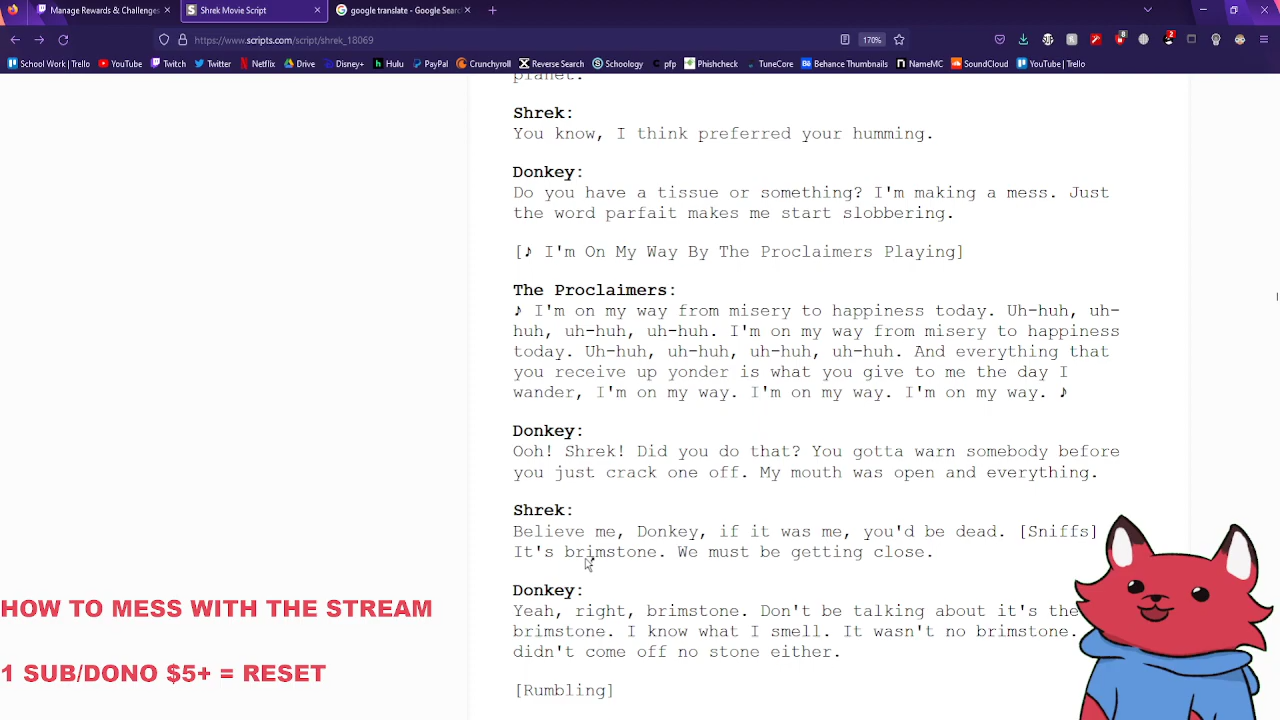 Manage Rewards & Challenges
Shrek Movie Script
google translate - Google Searc
https://www.scripts.com/script/shrek_18069
170%
School Work | Trello
YouTube
Twitch
Twitter
Netflix
Drive
Disney+
Hulu
PayPal
Crunchyroll
Reverse Search
Schoology
pfp
Phishcheck
TuneCore
Behance Thumbnails
NameMC
SoundCloud
YouTube | Trello
planet.
Shrek:
You know, I think preferred your humming.
Donkey:
Do you have a tissue or something? I'm making a mess. Just
the word parfait makes me start slobbering.
[♪ I'm On My Way By The Proclaimers Playing]
The Proclaimers:
♪ I'm on my way from misery to happiness today. Uh-huh, uh-
huh, uh-huh, uh-huh. I'm on my way from misery to happiness
today. Uh-huh, uh-huh, uh-huh, uh-huh. And everything that
you receive up yonder is what you give to me the day I
wander, I'm on my way. I'm on my way. I'm on my way. ♪
Donkey:
Ooh! Shrek! Did you do that? You gotta warn somebody before
you just crack one off. My mouth was open and everything.
Shrek:
Believe me, Donkey, if it was me, you'd be dead. [Sniffs]
It's brimstone. We must be getting close.
Donkey:
Yeah, right, brimstone. Don't be talking about it's the
brimstone. I know what I smell. It wasn't no brimstone.
didn't come off no stone either.
[Rumbling]
HOW TO MESS WITH THE STREAM
1 SUB/DONO $5+ = RESET